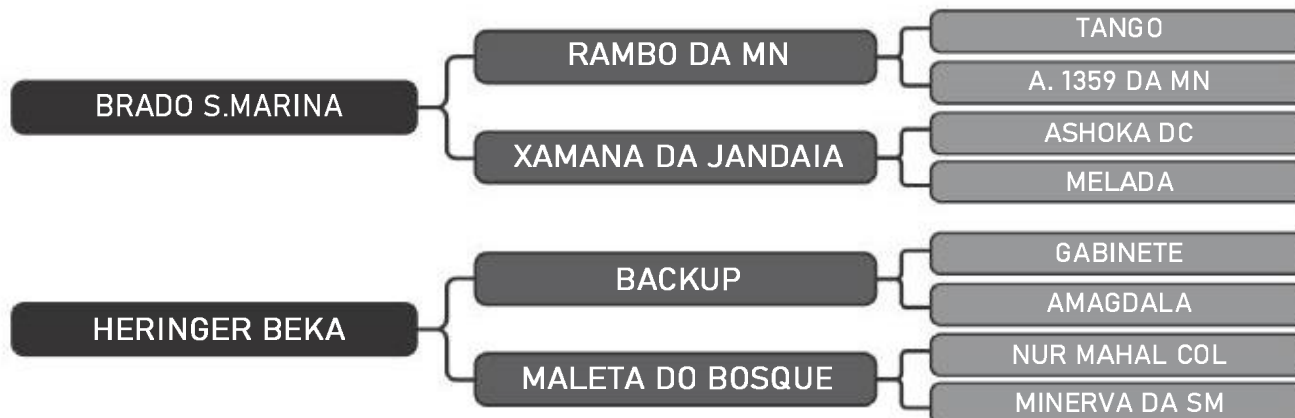 BRADO S.MARINA
RAMBO DA MN
TANGO
A. 1359 DA MN
XAMANA DA JANDAIA
ASHOKA DC
MELADA
HERINGER BEKA
BACKUP
GABINETE
AMAGDALA
MALETA DO BOSQUE
NUR MAHAL COL
MINERVA DA SM